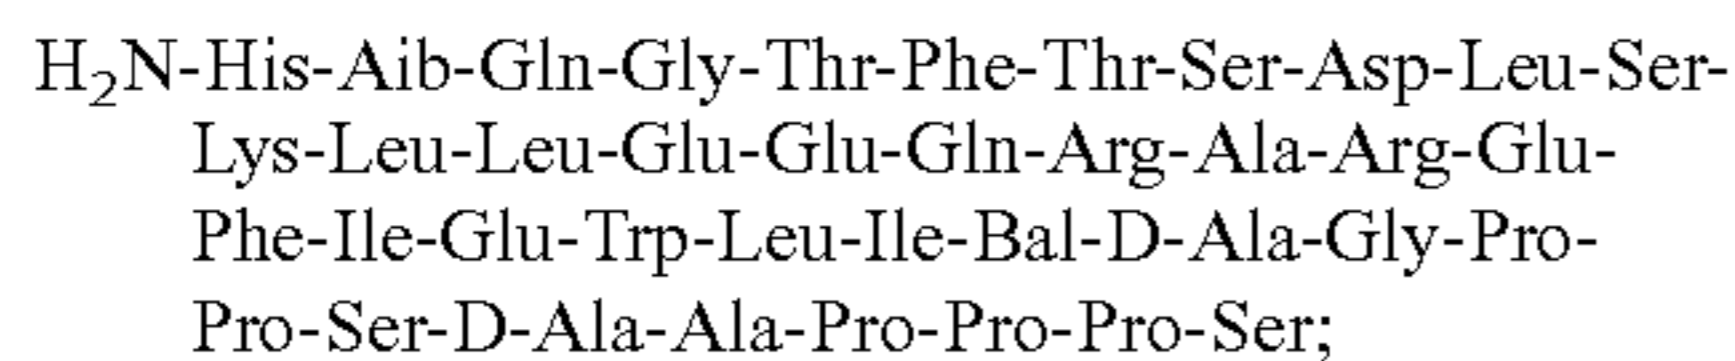 H₂N-His-Aib-Gln-Gly-Thr-Phe-Thr-Ser-Asp-Leu-Ser-
Lys-Leu-Leu-Glu-Glu-Gln-Arg-Ala-Arg-Glu-
Phe-Ile-Glu-Trp-Leu-Ile-Bal-D-Ala-Gly-Pro-
Pro-Ser-D-Ala-Ala-Pro-Pro-Pro-Ser;